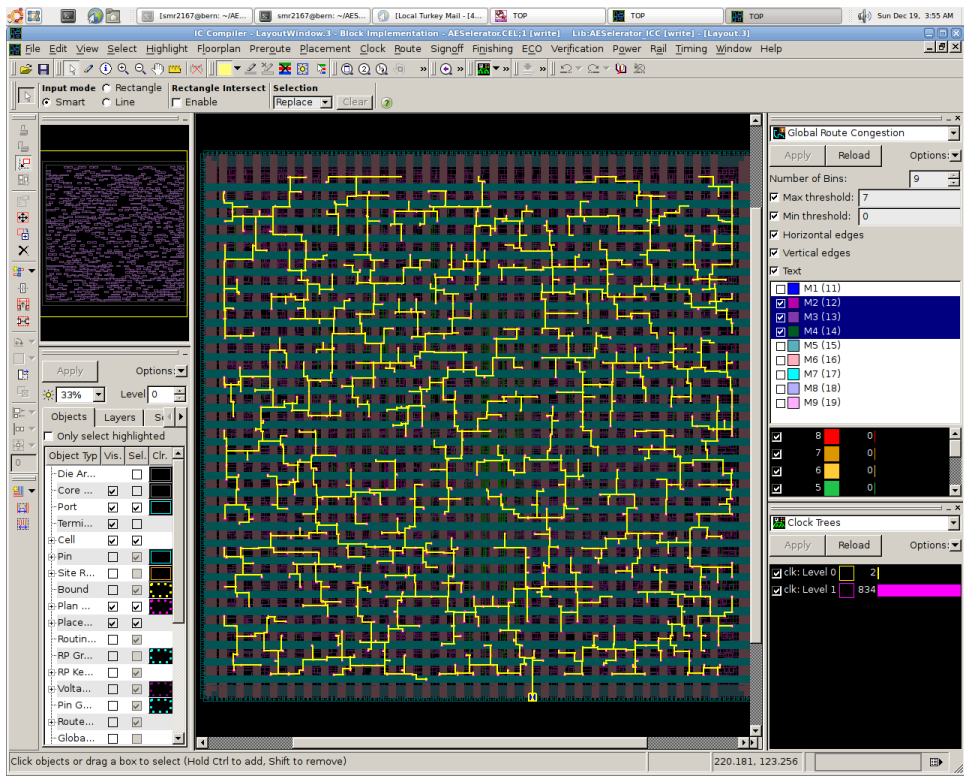 [smr2167@bern: ~/AE...
smr2167@bern: ~/AES...
[Local Turkey Mail - [4...
TOP
TOP
TOP
Sun Dec 19, 3:55 AM
IC Compiler - LayoutWindow.3 - Block Implementation - AESelerator.CEL;1 [write] Lib:AESelerator_ICC [write] - [Layout.3]
File Edit View Select Highlight Floorplan Preroute Placement Clock Route Signoff Finishing ECO Verification Power Rail Timing Window Help
Input mode Rectangle Rectangle Intersect Selection
Smart Line Enable Replace Clear
Global Route Congestion
Apply Reload Options:
Number of Bins: 9
Max threshold: 7
Min threshold: 0
Horizontal edges
Vertical edges
Text
M1 (11)
M2 (12)
M3 (13)
M4 (14)
M5 (15)
M6 (16)
M7 (17)
M8 (18)
M9 (19)
8 0
7 0
6 0
5 0
Clock Trees
Apply Reload Options:
clk: Level 0 2
clk: Level 1 834
Apply Options:
33% Level 0
Objects Layers
Only select highlighted
Object Typ Vis. Sel. Clr.
Die Ar...
Core ...
Port
Termi...
Cell
Pin
Site R...
Bound
Plan ...
Place...
Routin...
RP Gr...
RP Ke...
Volta...
Pin G...
Route...
Globa...
0
Click objects or drag a box to select (Hold Ctrl to add, Shift to remove)
220.181, 123.256